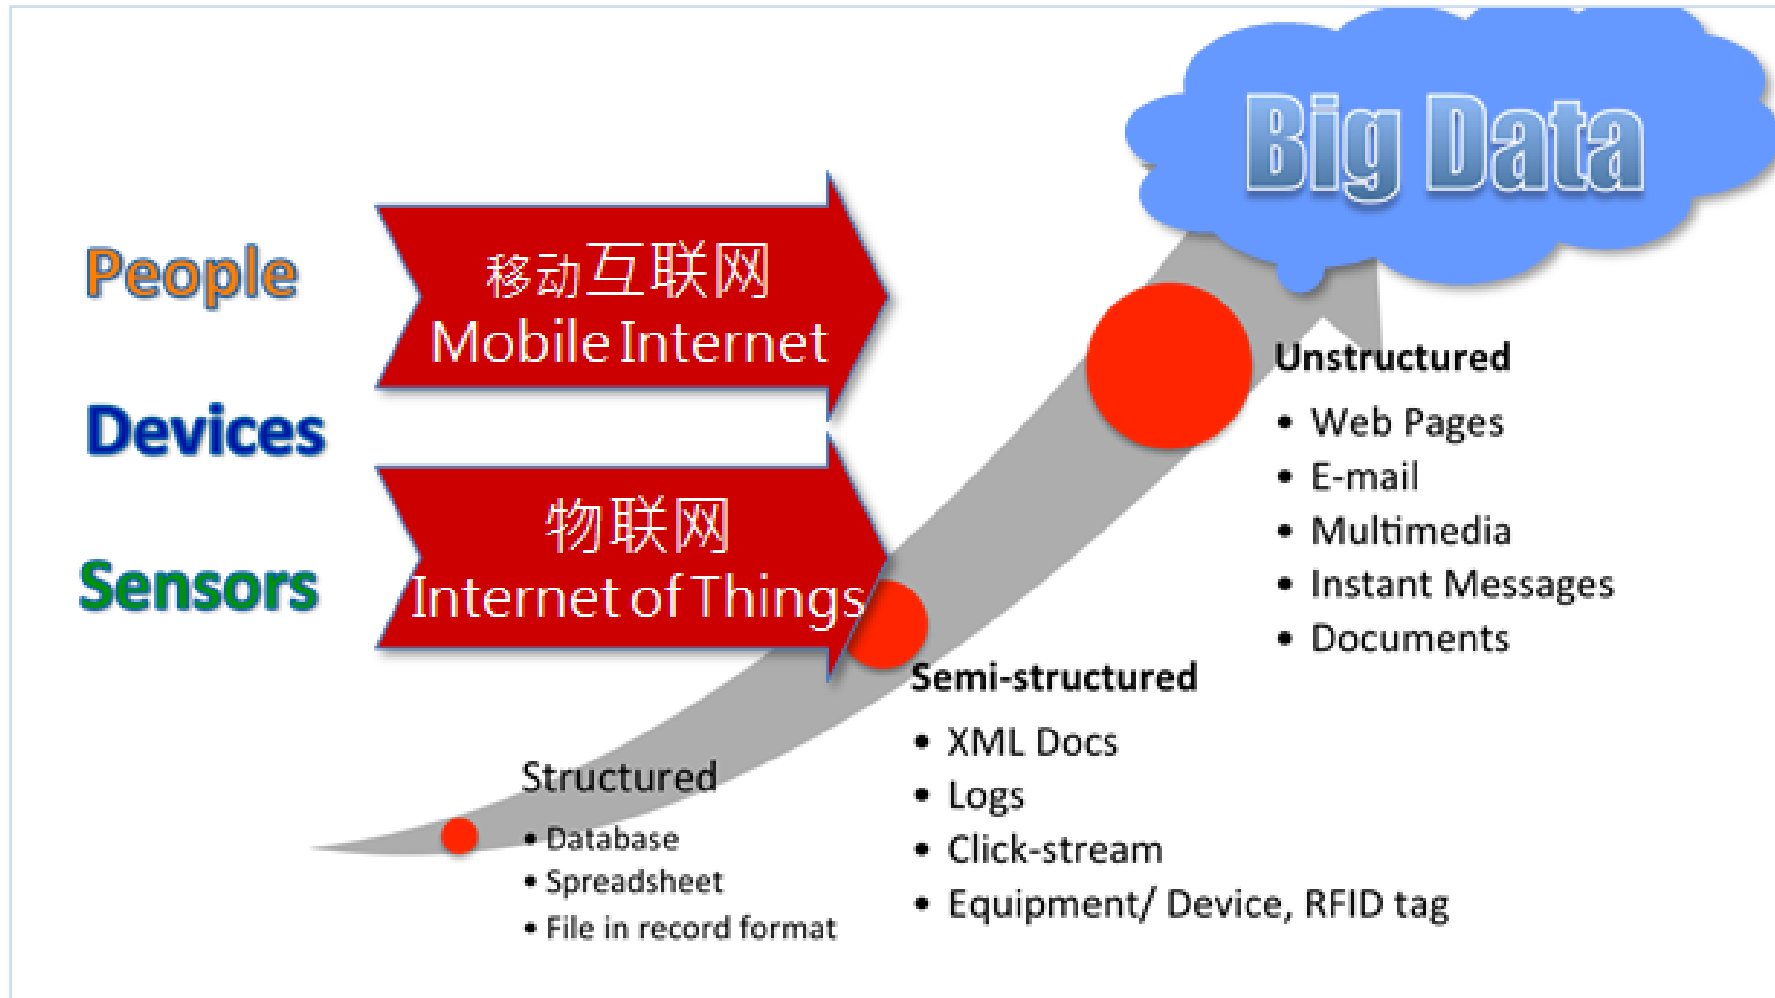 Big Data
People
Devices
Sensors
移动互联网
Mobile Internet
物联网
Internet of Things
Structured
• Database
• Spreadsheet
• File in record format
Semi-structured
• XML Docs
• Logs
• Click-stream
• Equipment/ Device, RFID tag
Unstructured
• Web Pages
• E-mail
• Multimedia
• Instant Messages
• Documents